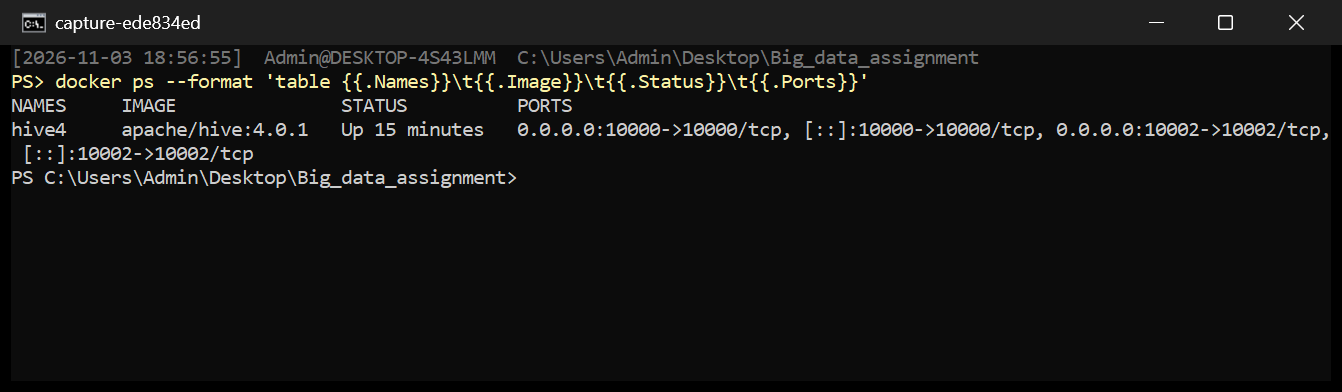 capture-ede834ed
[2026-11-03 18:56:55]  Admin@DESKTOP-4S43LMM  C:\Users\Admin\Desktop\Big_data_assignment
PS> docker ps --format 'table {{.Names}}\t{{.Image}}\t{{.Status}}\t{{.Ports}}'
NAMES     IMAGE               STATUS          PORTS
hive4     apache/hive:4.0.1   Up 15 minutes   0.0.0.0:10000->10000/tcp, [::]:10000->10000/tcp, 0.0.0.0:10002->10002/tcp,
 [::]:10002->10002/tcp
PS C:\Users\Admin\Desktop\Big_data_assignment>